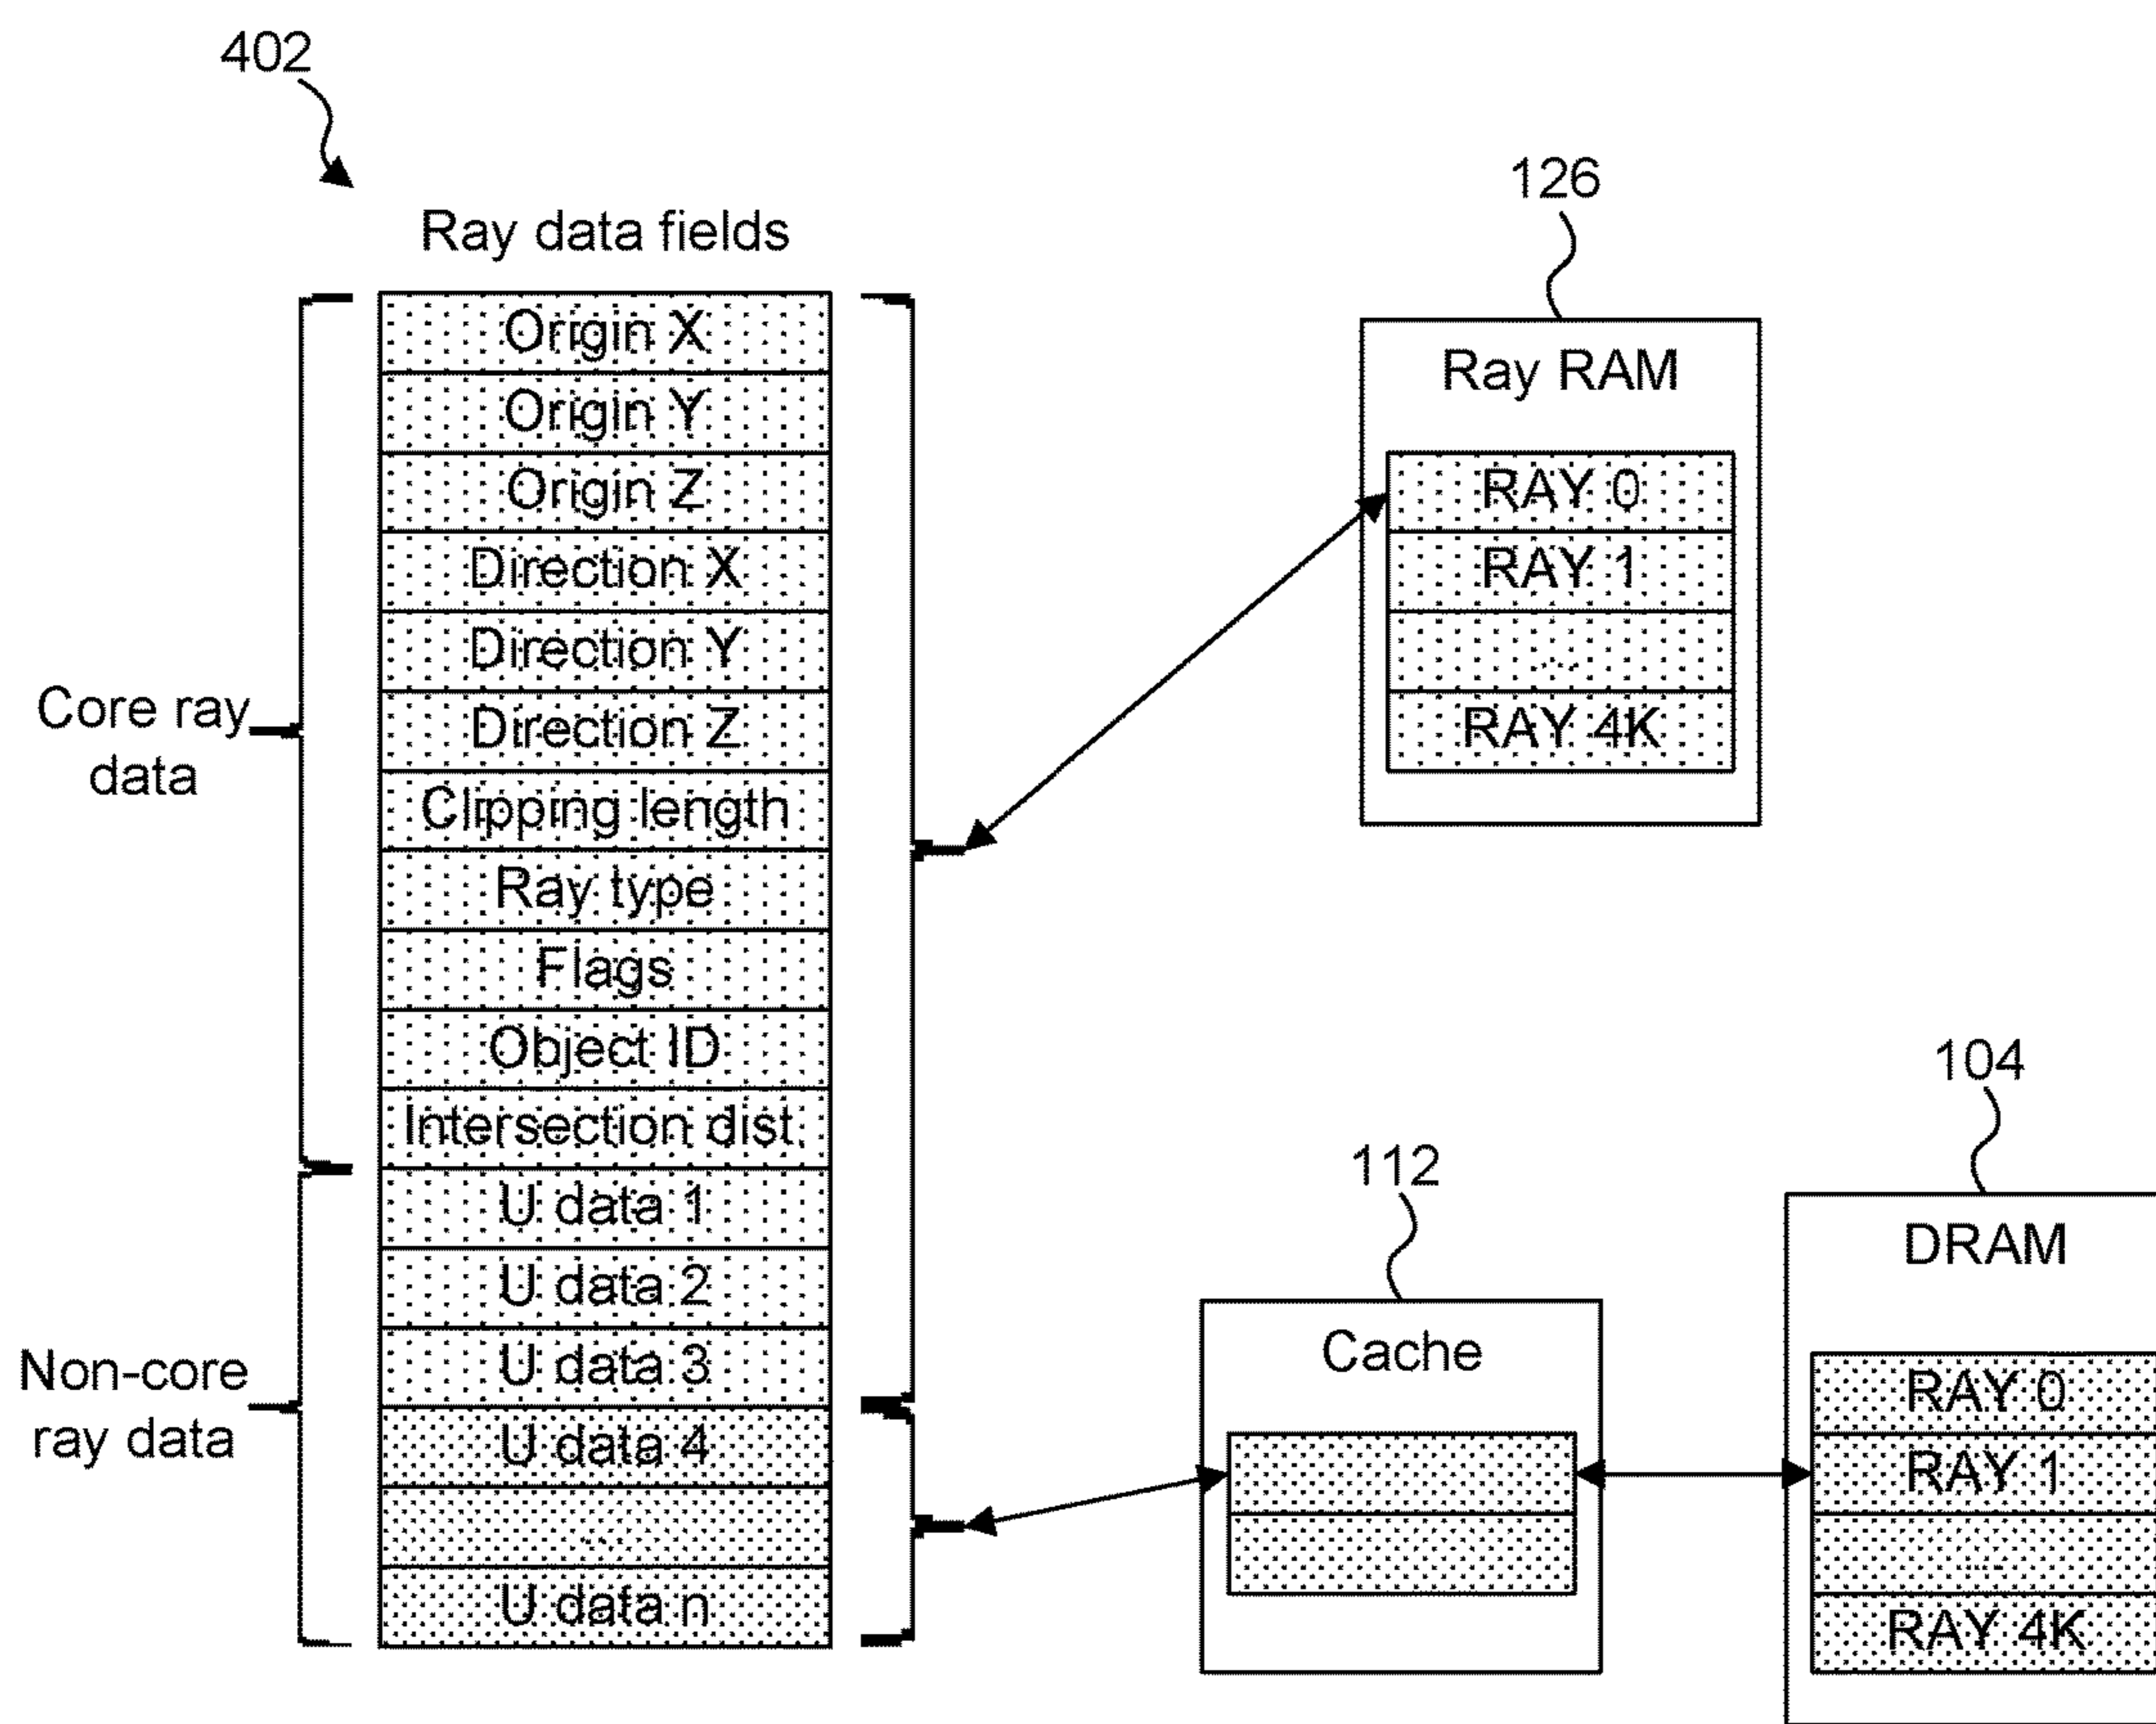 402
Ray data fields
Origin X
Origin Y
Origin Z
Direction X
Direction Y
Direction Z
Clipping length
Ray type
Flags
Object ID
Intersection dist.
U data 1
U data 2
U data 3
U data 4
...
U data n
Core ray
data
Non-core
ray data
126
Ray RAM
RAY 0
RAY 1
...
RAY 4K
112
Cache
104
DRAM
RAY 0
RAY 1
...
RAY 4K